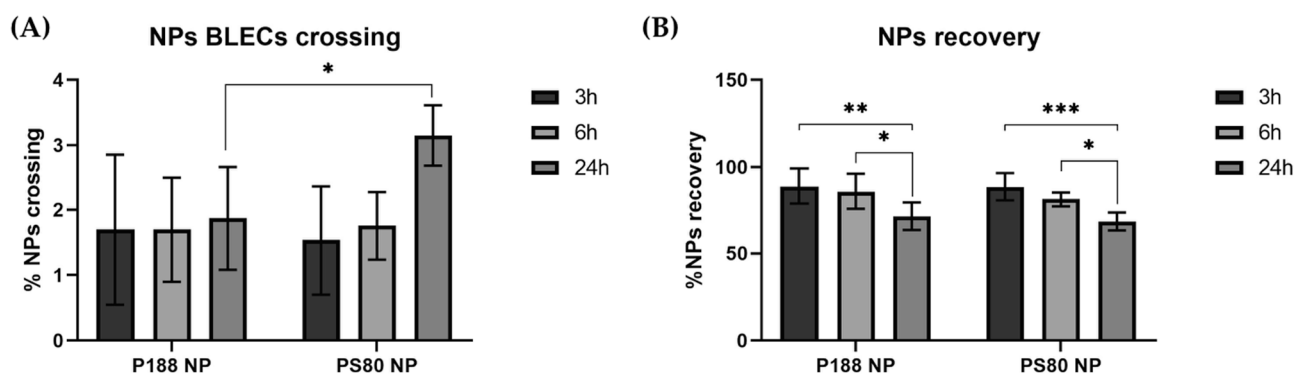 (A)
NPs BLECs crossing
% NPs crossing
4
3
2
1
0
*
P188 NP
PS80 NP
3h
6h
24h
(B)
NPs recovery
%NPs recovery
150
100
50
0
**
*
***
*
P188 NP
PS80 NP
3h
6h
24h